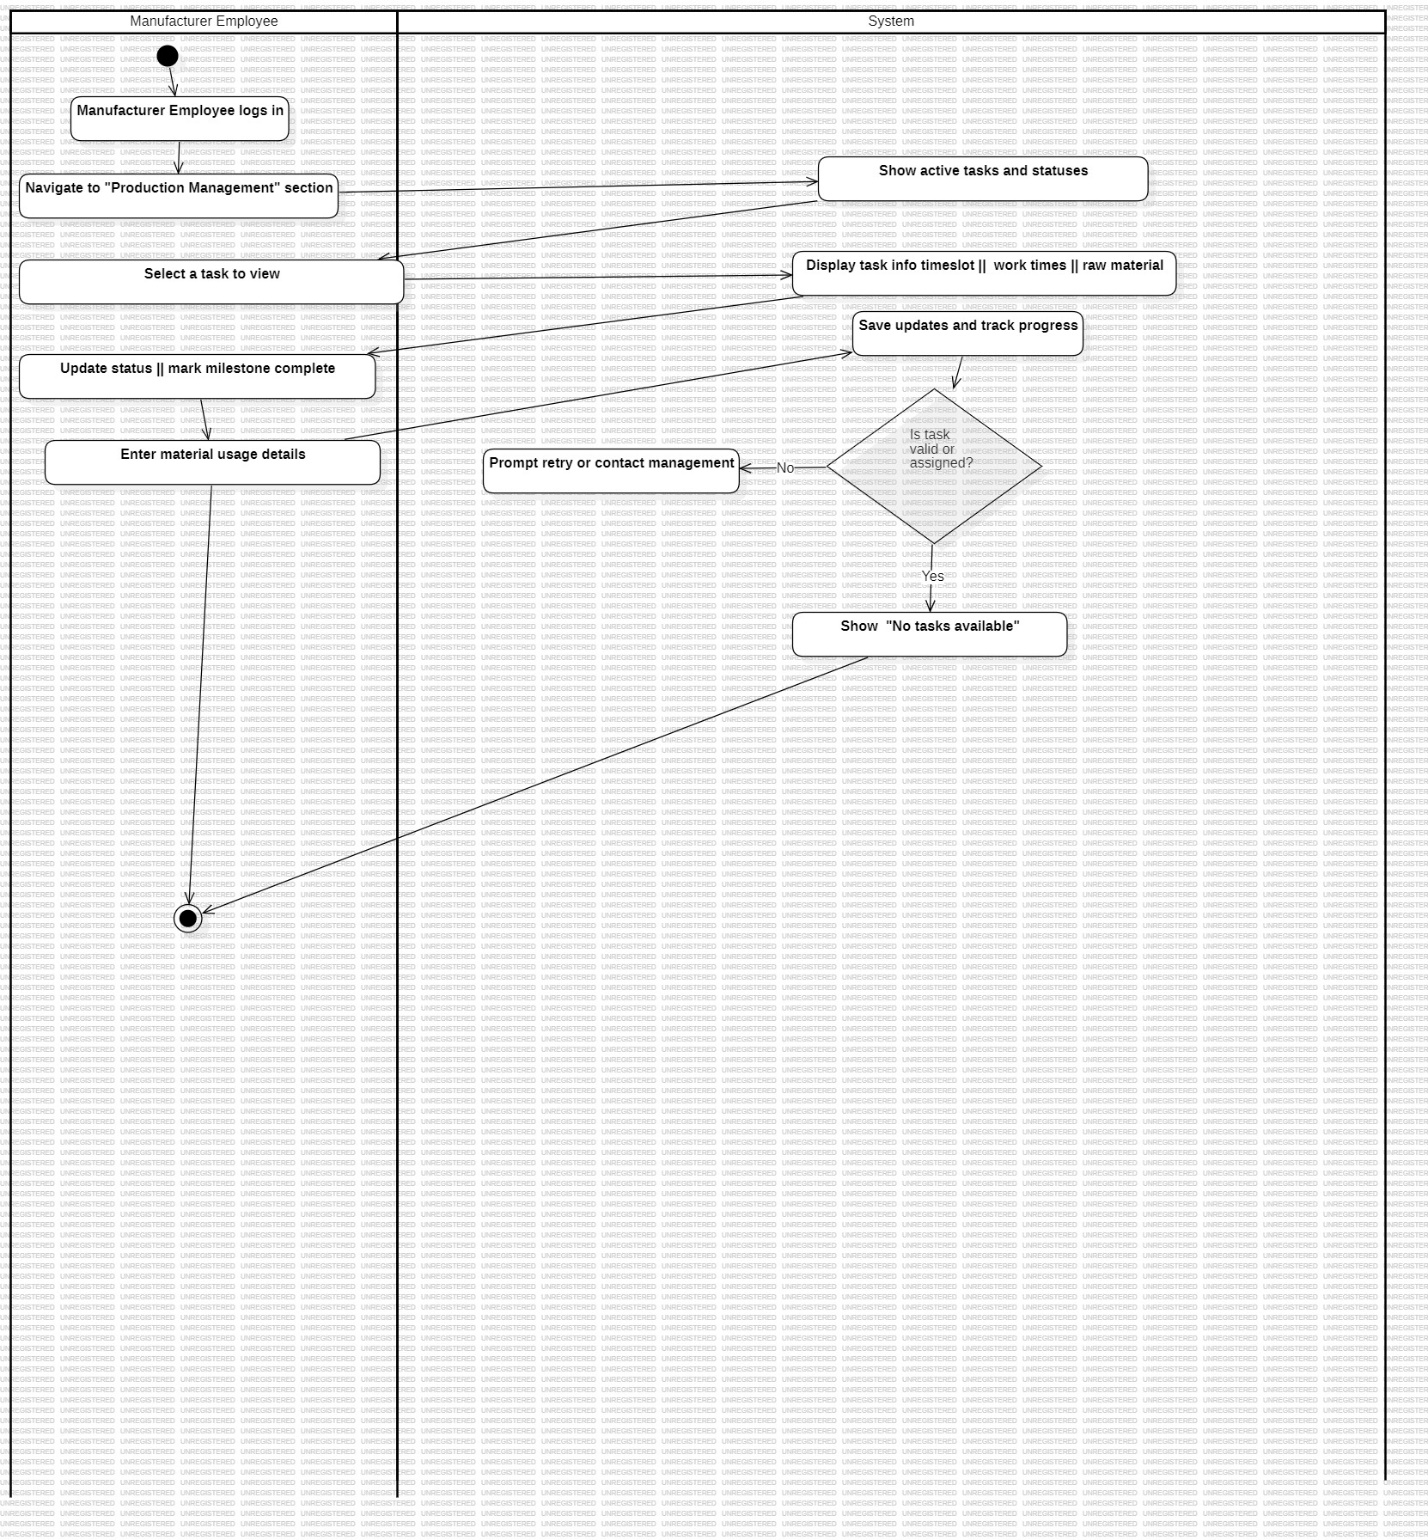 Manufacturer Employee
System
Manufacturer Employee logs in
Navigate to "Production Management" section
Show active tasks and statuses
Select a task to view
Display task info timeslot ||  work times || raw material
Save updates and track progress
Update status || mark milestone complete
Enter material usage details
Is task
valid or
assigned?
Prompt retry or contact management
No
Yes
Show  "No tasks available"
UNREGISTERED